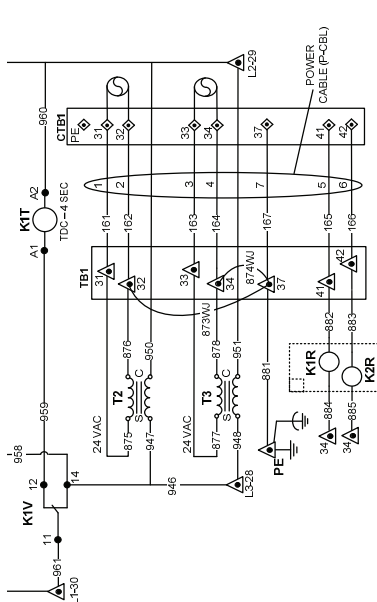 L2-29
POWER
CABLE (P-CBL)
960
CTB1
PE
31
32
33
34
37
41
42
1
2
3
4
7
5
6
A2
K1T
TDC-4 SEC
A1
161
162
163
164
167
165
166
TB1
31
32
33
34
37
41
42
874WJ
873WJ
876
950
878
951
881
882
883
K1R
K2R
T2
S
C
T3
S
C
24 VAC
875
947
24 VAC
877
948
884
885
34
34
PE
959
958
12
14
K1V
946
L3-28
11
961
L1-30